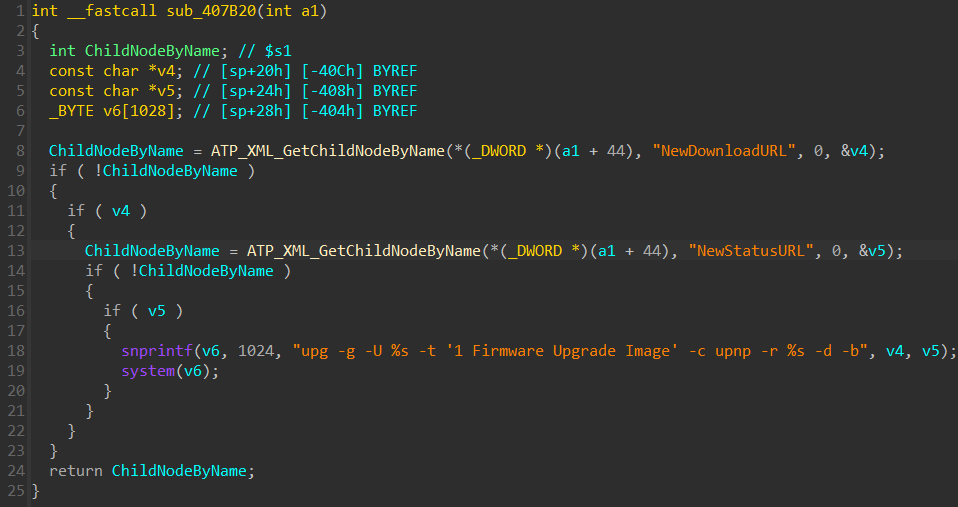 1 int __fastcall sub_407B20(int a1)
2 {
3   int ChildNodeByName; // $s1
4   const char *v4; // [sp+20h] [-40Ch] BYREF
5   const char *v5; // [sp+24h] [-408h] BYREF
6   _BYTE v6[1028]; // [sp+28h] [-404h] BYREF
7
8   ChildNodeByName = ATP_XML_GetChildNodeByName(*(_DWORD *)(a1 + 44), "NewDownloadURL", 0, &v4);
9   if ( !ChildNodeByName )
10   {
11     if ( v4 )
12     {
13       ChildNodeByName = ATP_XML_GetChildNodeByName(*(_DWORD *)(a1 + 44), "NewStatusURL", 0, &v5);
14       if ( !ChildNodeByName )
15       {
16         if ( v5 )
17         {
18           snprintf(v6, 1024, "upg -g -U %s -t '1 Firmware Upgrade Image' -c upnp -r %s -d -b", v4, v5);
19           system(v6);
20         }
21       }
22     }
23   }
24   return ChildNodeByName;
25 }